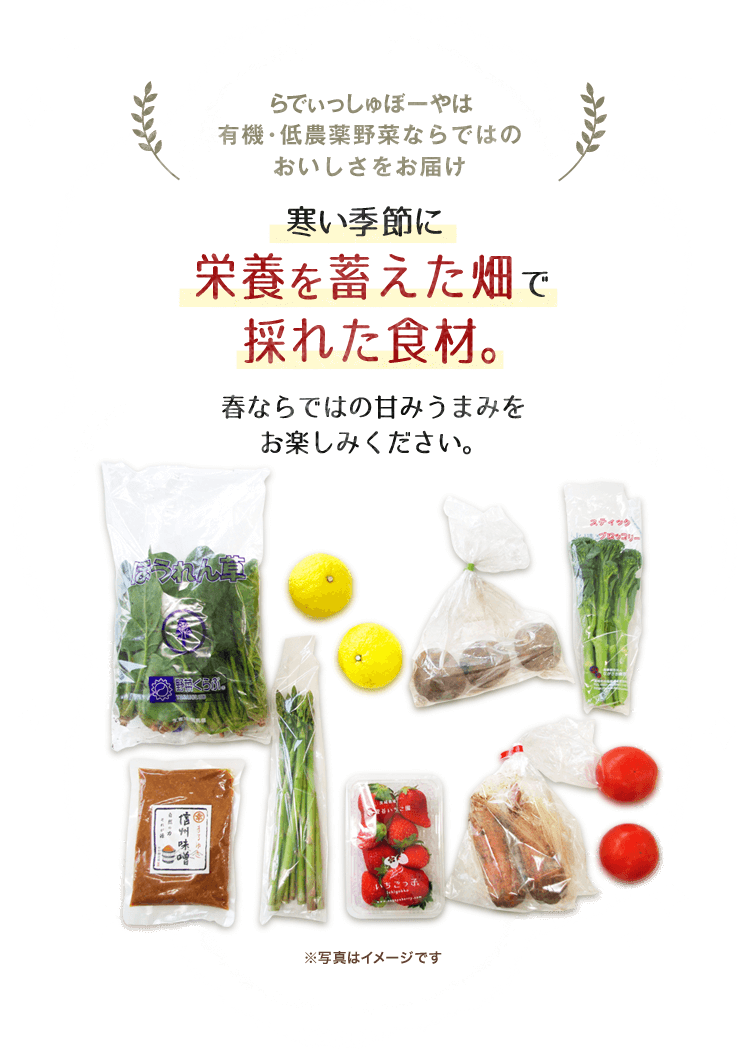 らでぃっしゅぼーやは
有機・低農薬野菜ならではの
おいしさをお届け
寒い季節に
栄養を蓄えた畑で
採れた食材。
春ならではの甘みうまみを
お楽しみください。
スティック
ブロッコリー
ほうれん草
野菜くらぶ
信州味噌
いちごっこ
※写真はイメージです